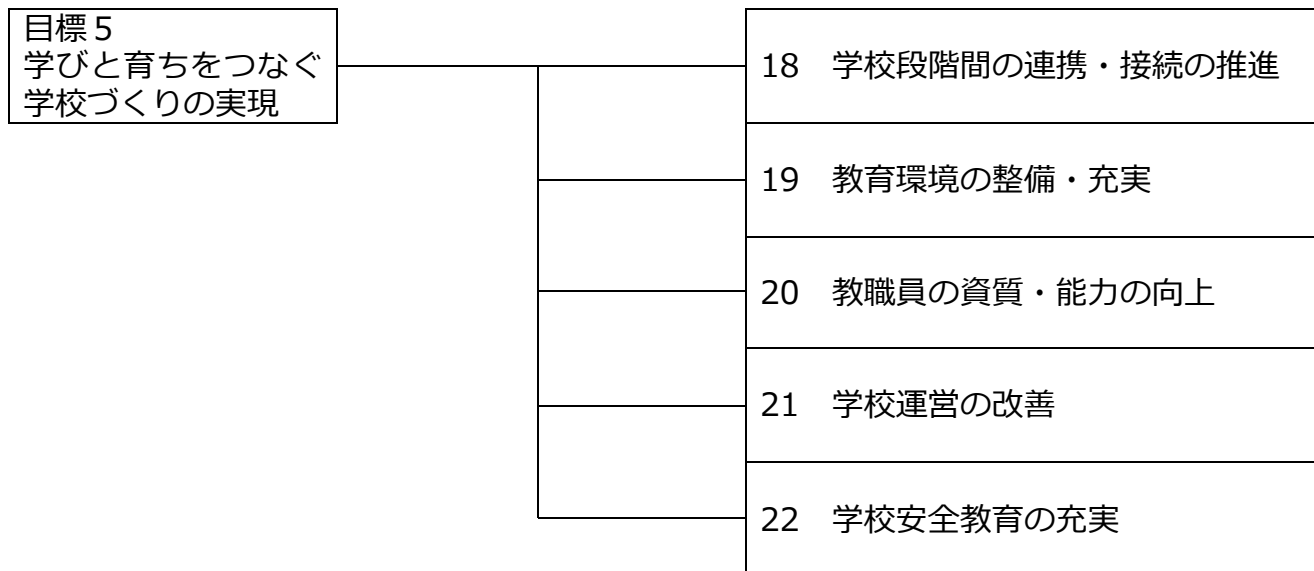 目標５
学びと育ちをつなぐ
学校づくりの実現
18　学校段階間の連携・接続の推進
19　教育環境の整備・充実
20　教職員の資質・能力の向上
21　学校運営の改善
22　学校安全教育の充実